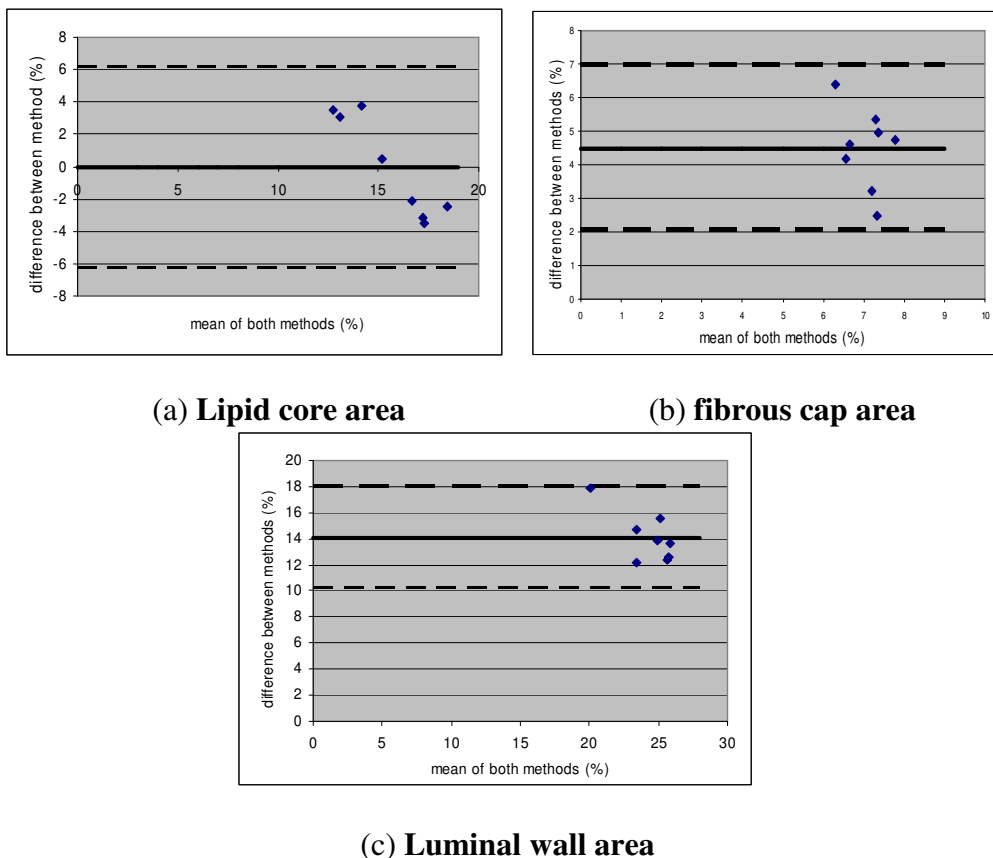 8
6
4
2
0
-2
-4
-6
-8
0 5 10 15 20
difference between method (%)
mean of both methods (%)
8
7
6
5
4
3
2
1
0
0 1 2 3 4 5 6 7 8 9 10
difference between methods (%)
mean of both methods (%)
(a) Lipid core area
(b) fibrous cap area
20
18
16
14
12
10
8
6
4
2
0
0 5 10 15 20 25 30
difference between methods (%)
mean of both methods (%)
(c) Luminal wall area